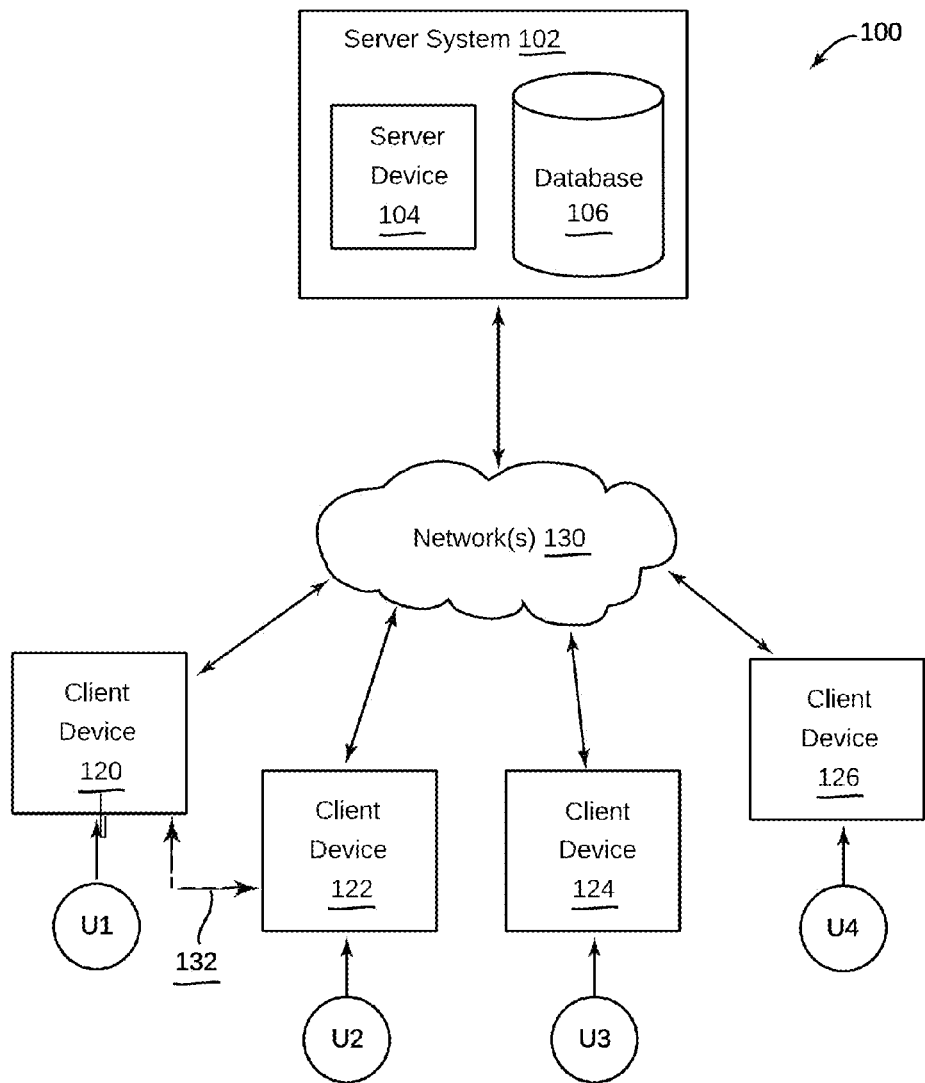 Server System 102
100
Server
Device
104
Database
106
Network(s) 130
Client
Device
120
Client
Device
122
Client
Device
124
Client
Device
126
U1
132
U2
U3
U4